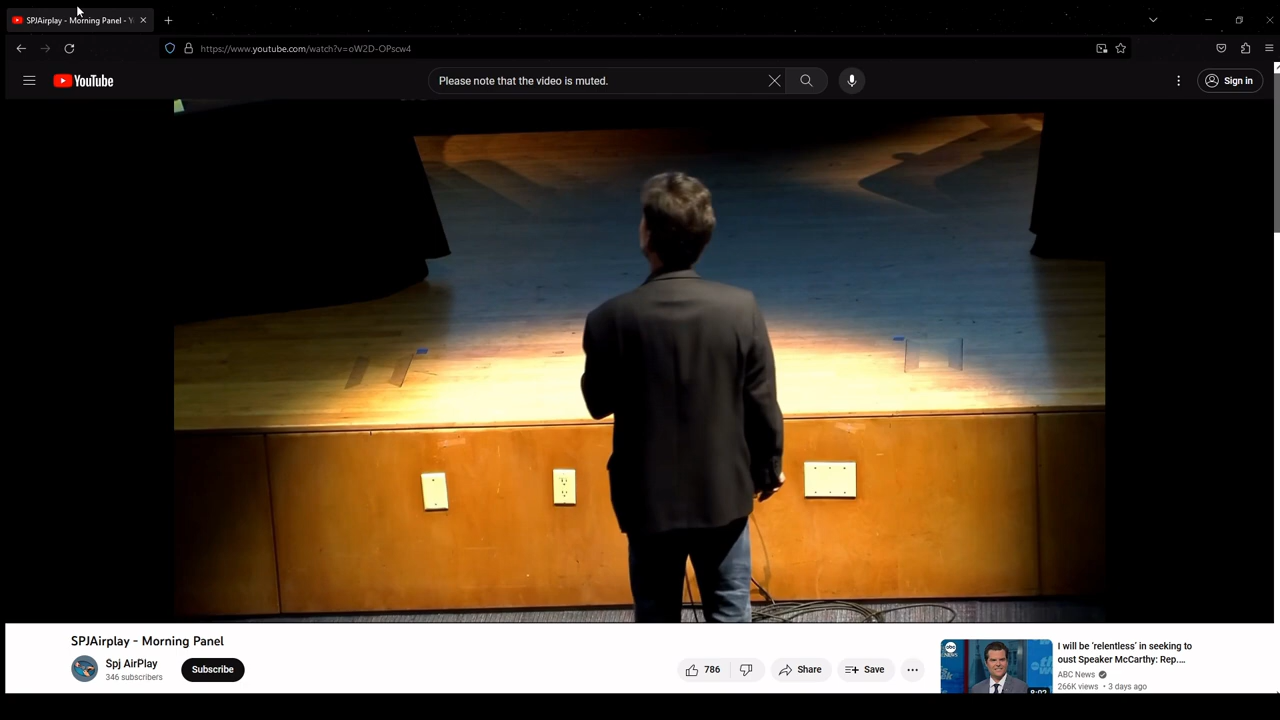 SPJAirplay - Morning Panel - Y
https://www.youtube.com/watch?v=oW2D-OPscw4
YouTube
Please note that the video is muted.
Sign in
SPJAirplay - Morning Panel
Spj AirPlay
346 subscribers
Subscribe
786
Share
Save
I will be 'relentless' in seeking to
oust Speaker McCarthy: Rep....
ABC News
266K views • 3 days ago
8:02